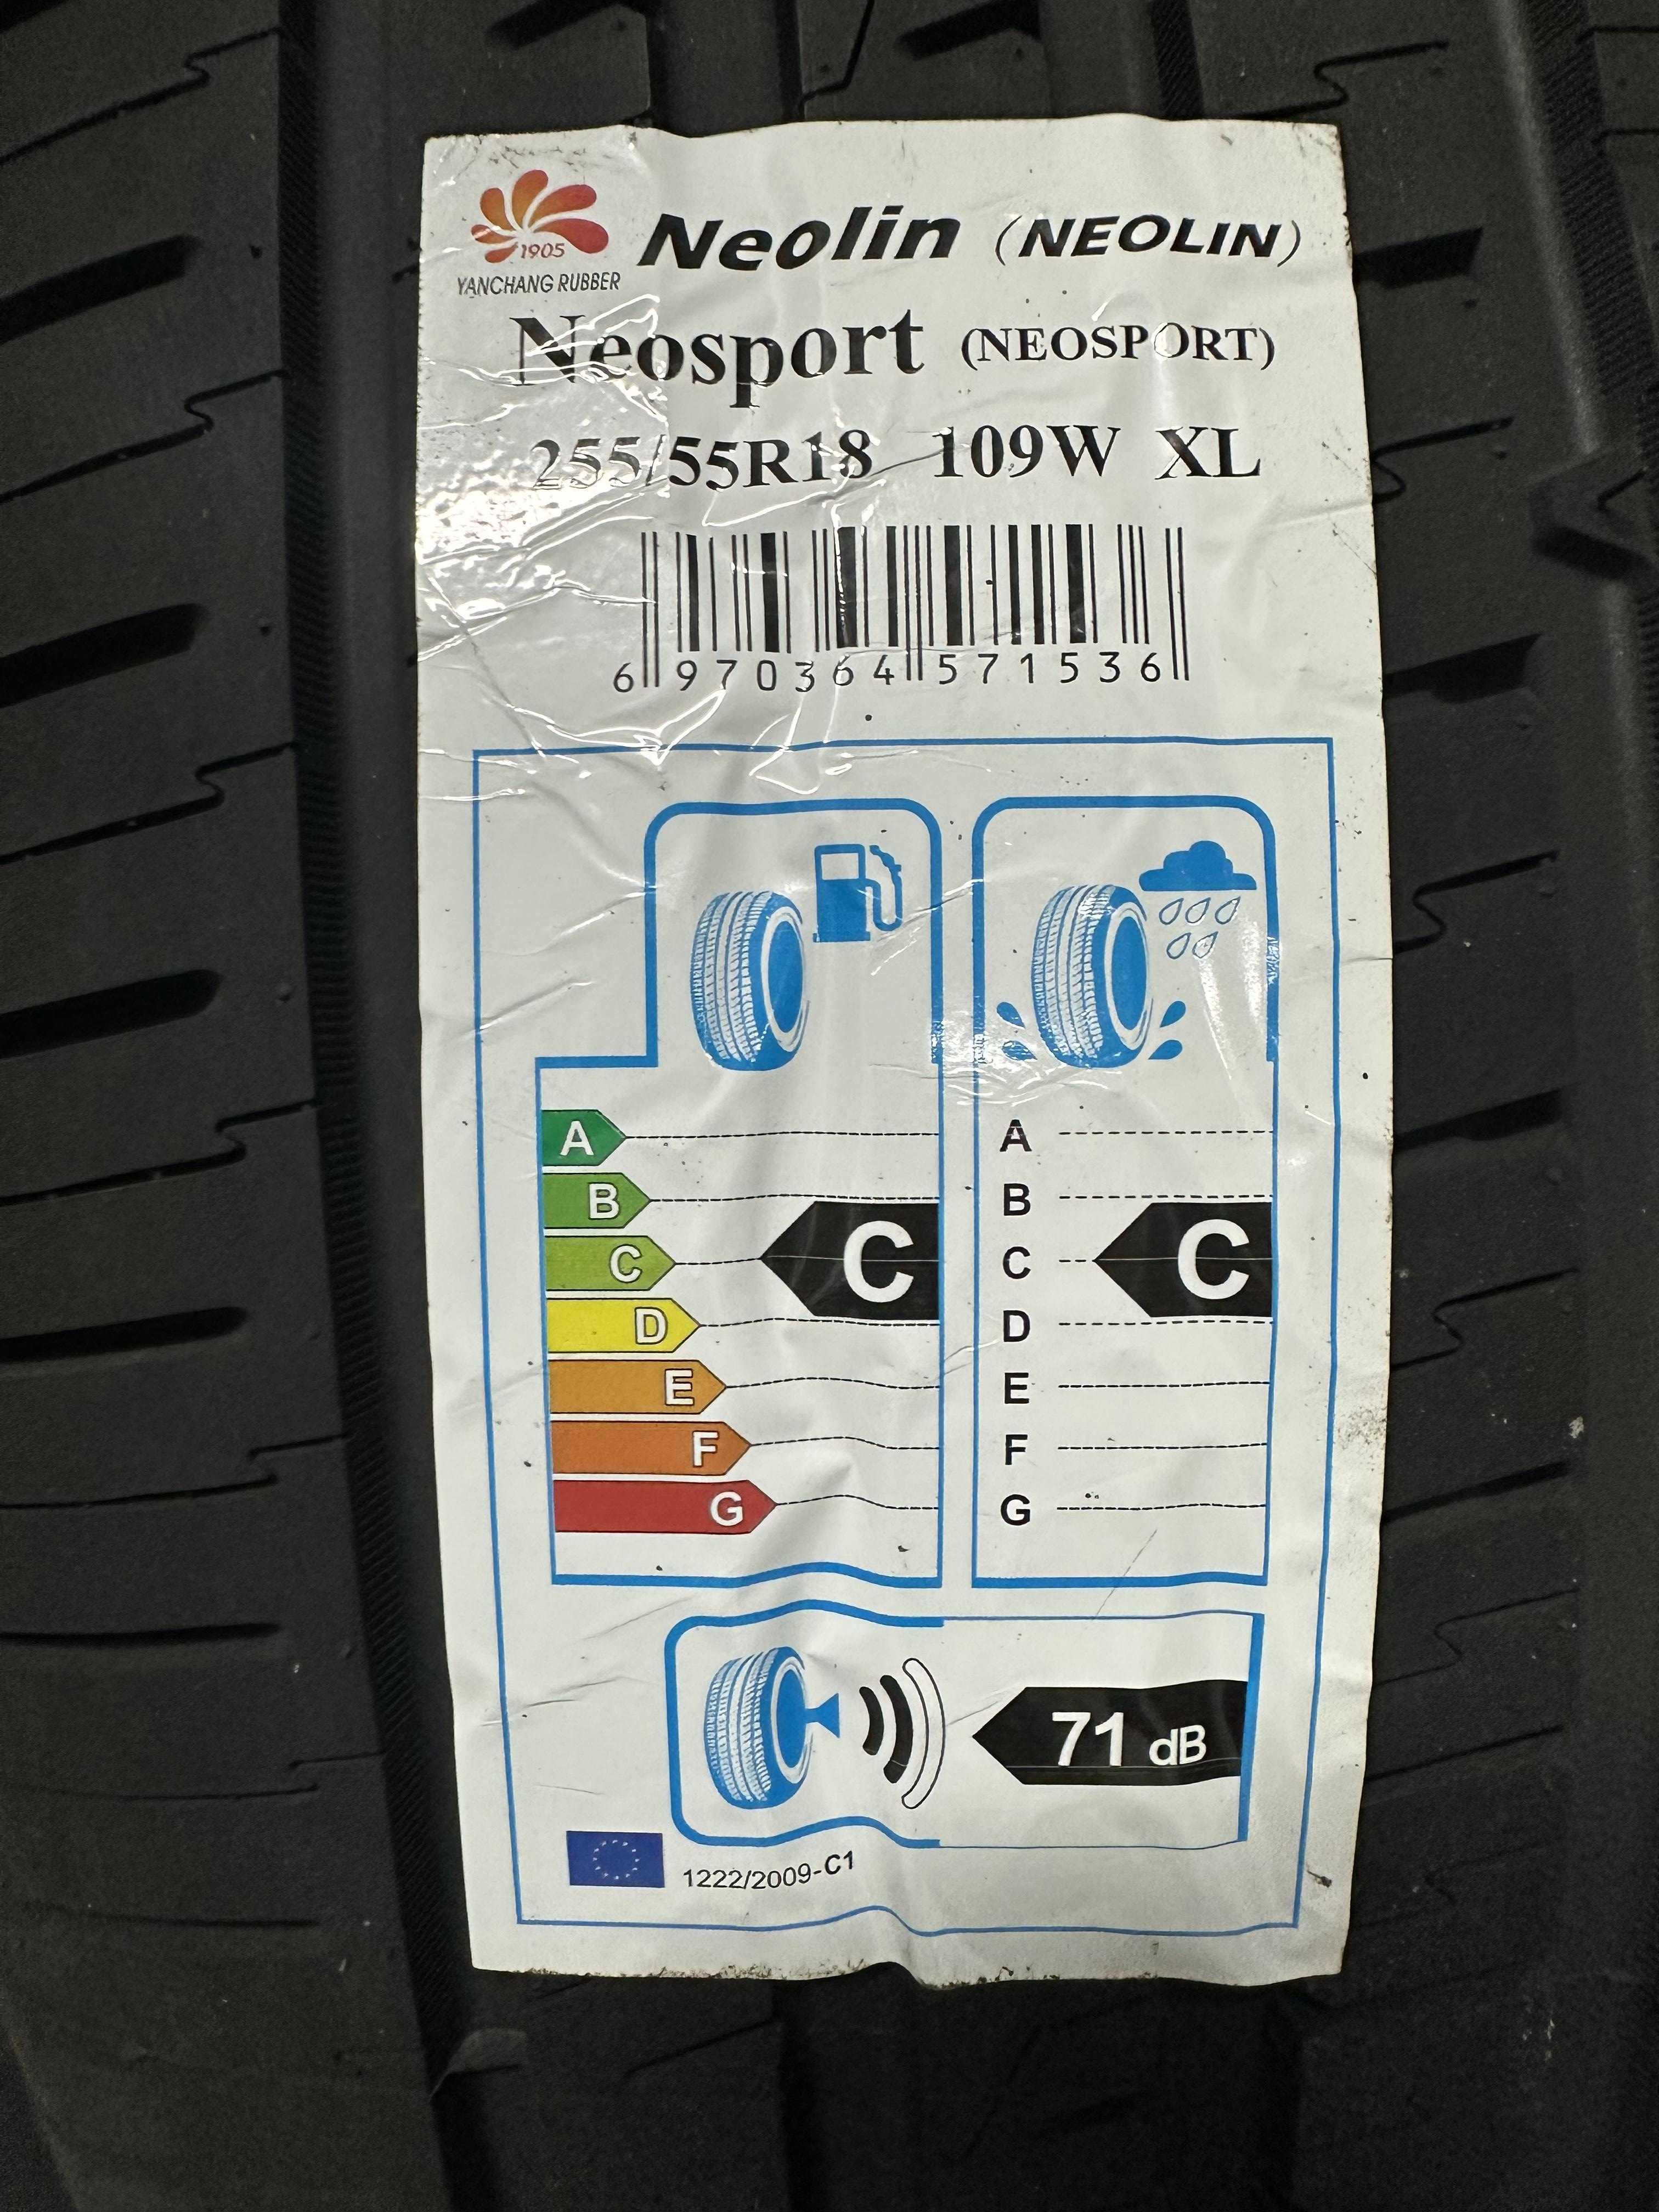 1905
YANCHANG RUBBER
Neolin (NEOLIN)
Neosport (NEOSPORT)
255/55R18 109W XL
6 970364 571536
A
B
C
D
E
F
G
C
A
B
C
D
E
F
G
C
71 dB
1222/2009-C1